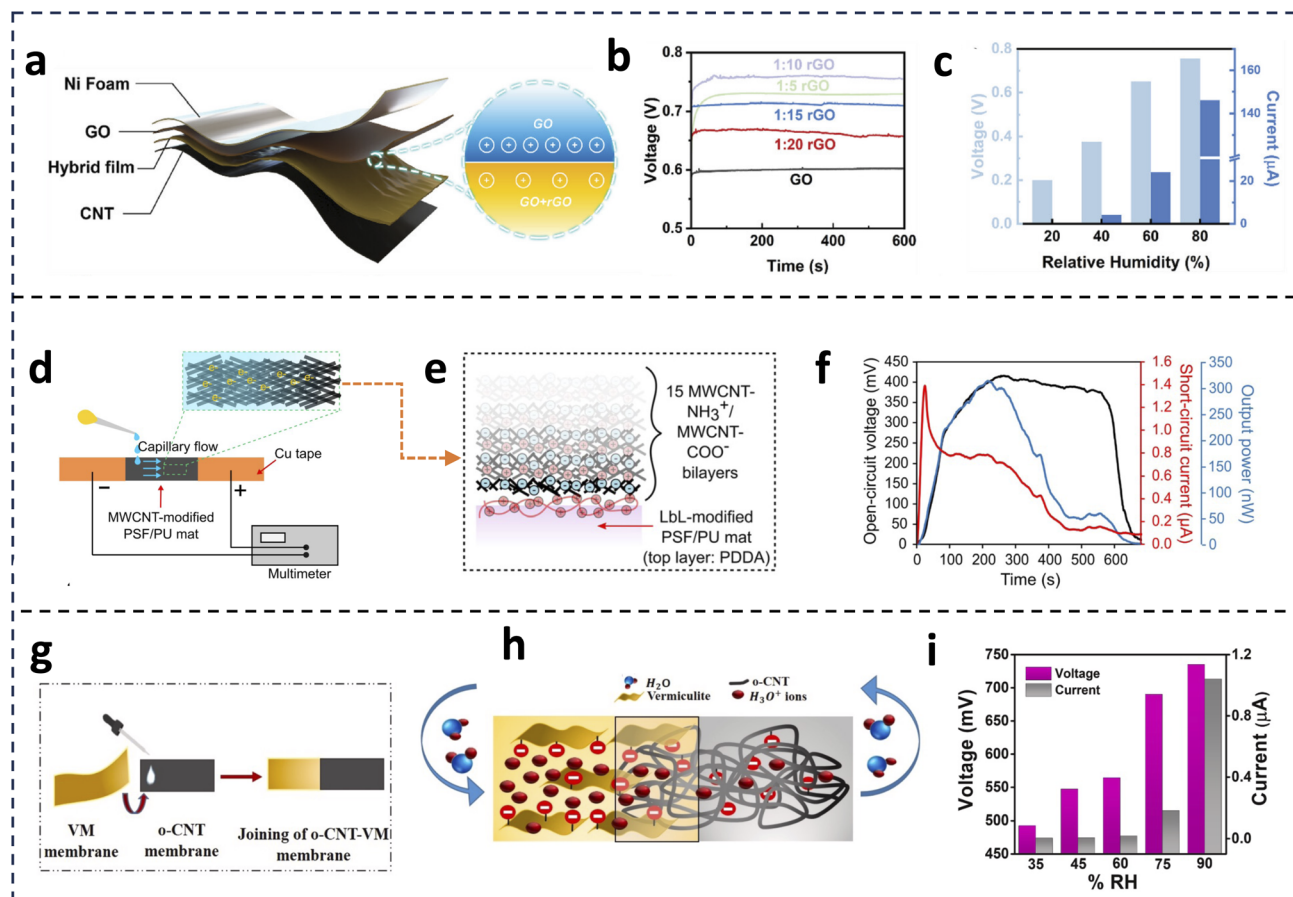 a
Ni Foam
GO
Hybrid film
CNT
GO
+ + + + + +
+ + + +
GO+rGO
b
0.8
0.7
0.6
0.5
Voltage (V)
1:10 rGO
1:5 rGO
1:15 rGO
1:20 rGO
GO
0 200 400 600
Time (s)
c
0.8
0.6
0.4
0.2
0.0
Voltage (V)
160
140
20
0
Current (µA)
20 40 60 80
Relative Humidity (%)
d
Capillary flow
Cu tape
− +
MWCNT-modified
PSF/PU mat
Multimeter
e
15 MWCNT-
NH3+/
MWCNT-
COO−
bilayers
LbL-modified
PSF/PU mat
(top layer: PDDA)
f
450
400
350
300
250
200
150
100
50
0
Open-circuit voltage (mV)
1.6
1.4
1.2
1.0
0.8
0.6
0.4
0.2
0.0
Short-circuit current (µA)
350
300
250
200
150
100
50
0
Output power (nW)
0 100 200 300 400 500 600
Time (s)
g
VM
membrane
o-CNT
membrane
Joining of o-CNT-VM
membrane
h
H2O
o-CNT
Vermiculite
H3O+ ions
i
750
700
650
600
550
500
450
Voltage (mV)
Voltage
Current
1.2
0.8
0.4
0.0
Current (µA)
35 45 60 75 90
% RH